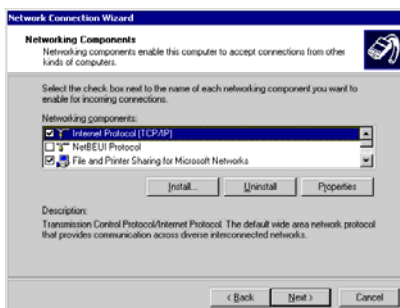 Network Connection Wizard
Networking Components
Networking components enable this computer to accept connections from other
kinds of computers.
Select the check box next to the name of each networking component you want to
enable for incoming connections.
Networking components:
Internet Protocol (TCP/IP)
NetBEUI Protocol
File and Printer Sharing for Microsoft Networks
Install... Uninstall Properties
Description:
Transmission Control Protocol/Internet Protocol. The default wide area network protocol
that provides communication across diverse interconnected networks.
< Back Next > Cancel